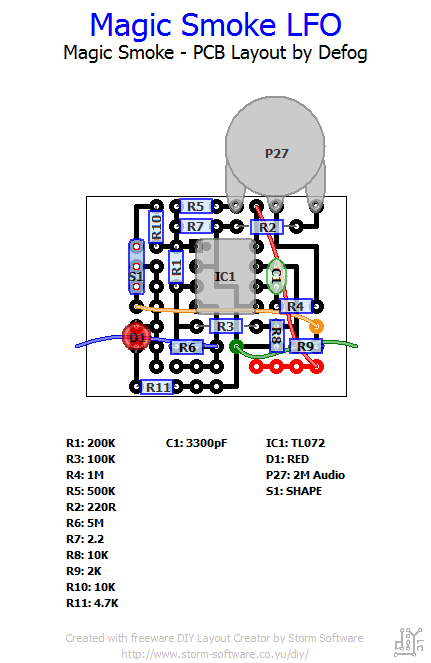 Magic Smoke LFO
Magic Smoke - PCB Layout by Defog
P27
R10
R5
R7
R2
S1
R1
IC1
C1
R4
D1
R3
R8
R6
R9
R11
R1: 200K
R3: 100K
R4: 1M
R5: 500K
R2: 220R
R6: 5M
R7: 2.2
R8: 10K
R9: 2K
R10: 10K
R11: 4.7K
C1: 3300pF
IC1: TL072
D1: RED
P27: 2M Audio
S1: SHAPE
Created with freeware DIY Layout Creator by Storm Software
http://www.storm-software.co.yu/diy/